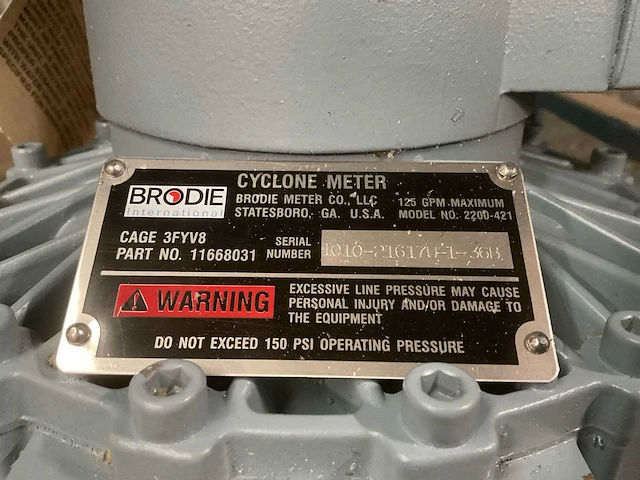 CYCLONE METER
BRODIE
International
BRODIE METER CO., LLC 125 GPM MAXIMUM
STATESBORO, GA. U.S.A. MODEL NO. 2200-421
CAGE 3FYV8
PART NO. 11668031
SERIAL
NUMBER
WARNING
EXCESSIVE LINE PRESSURE MAY CAUSE
PERSONAL INJURY AND/OR DAMAGE TO
THE EQUIPMENT
DO NOT EXCEED 150 PSI OPERATING PRESSURE